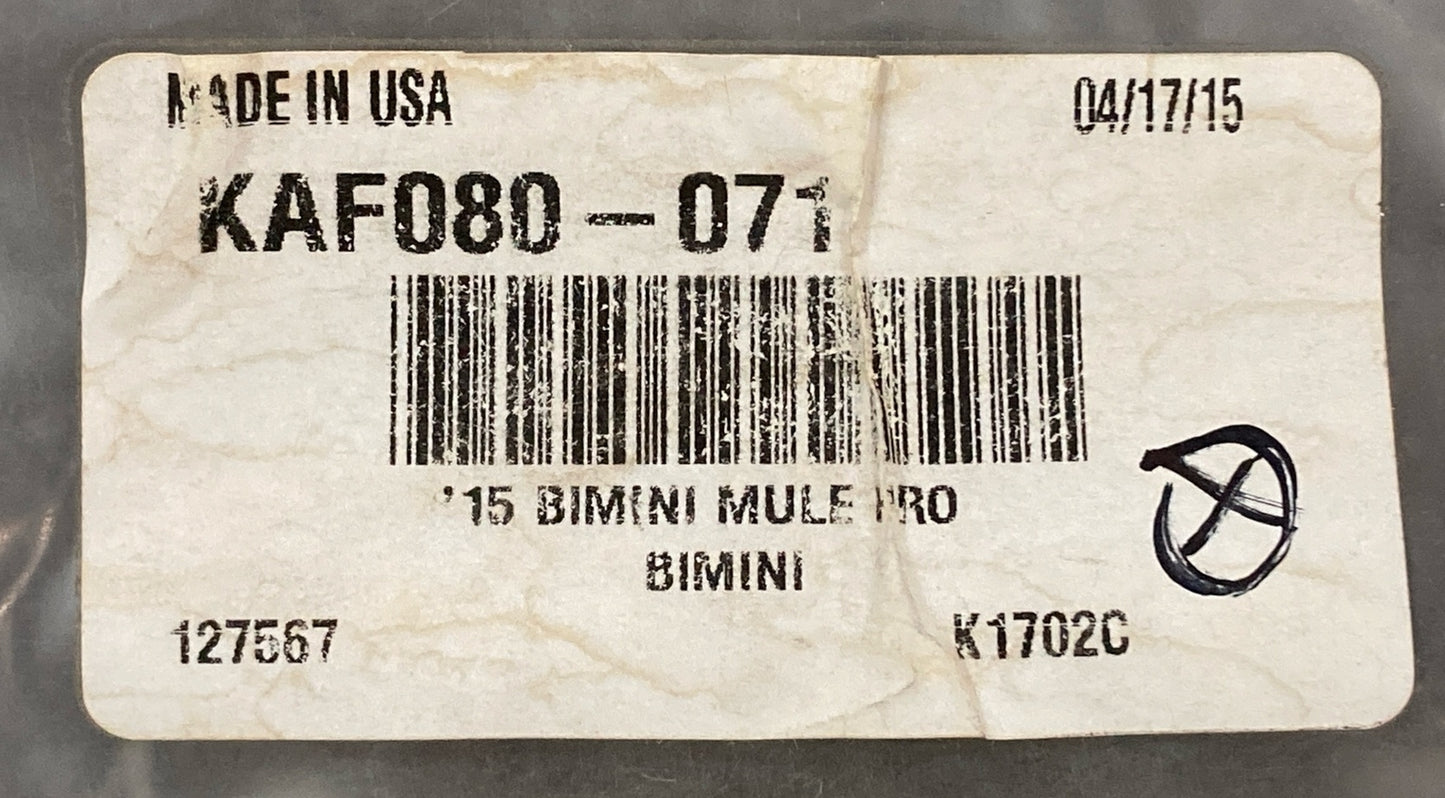 MADE IN USA 04/17/15
KAF080-071
'15 BIMINI MULE PRO
BIMINI
127567 K1702C